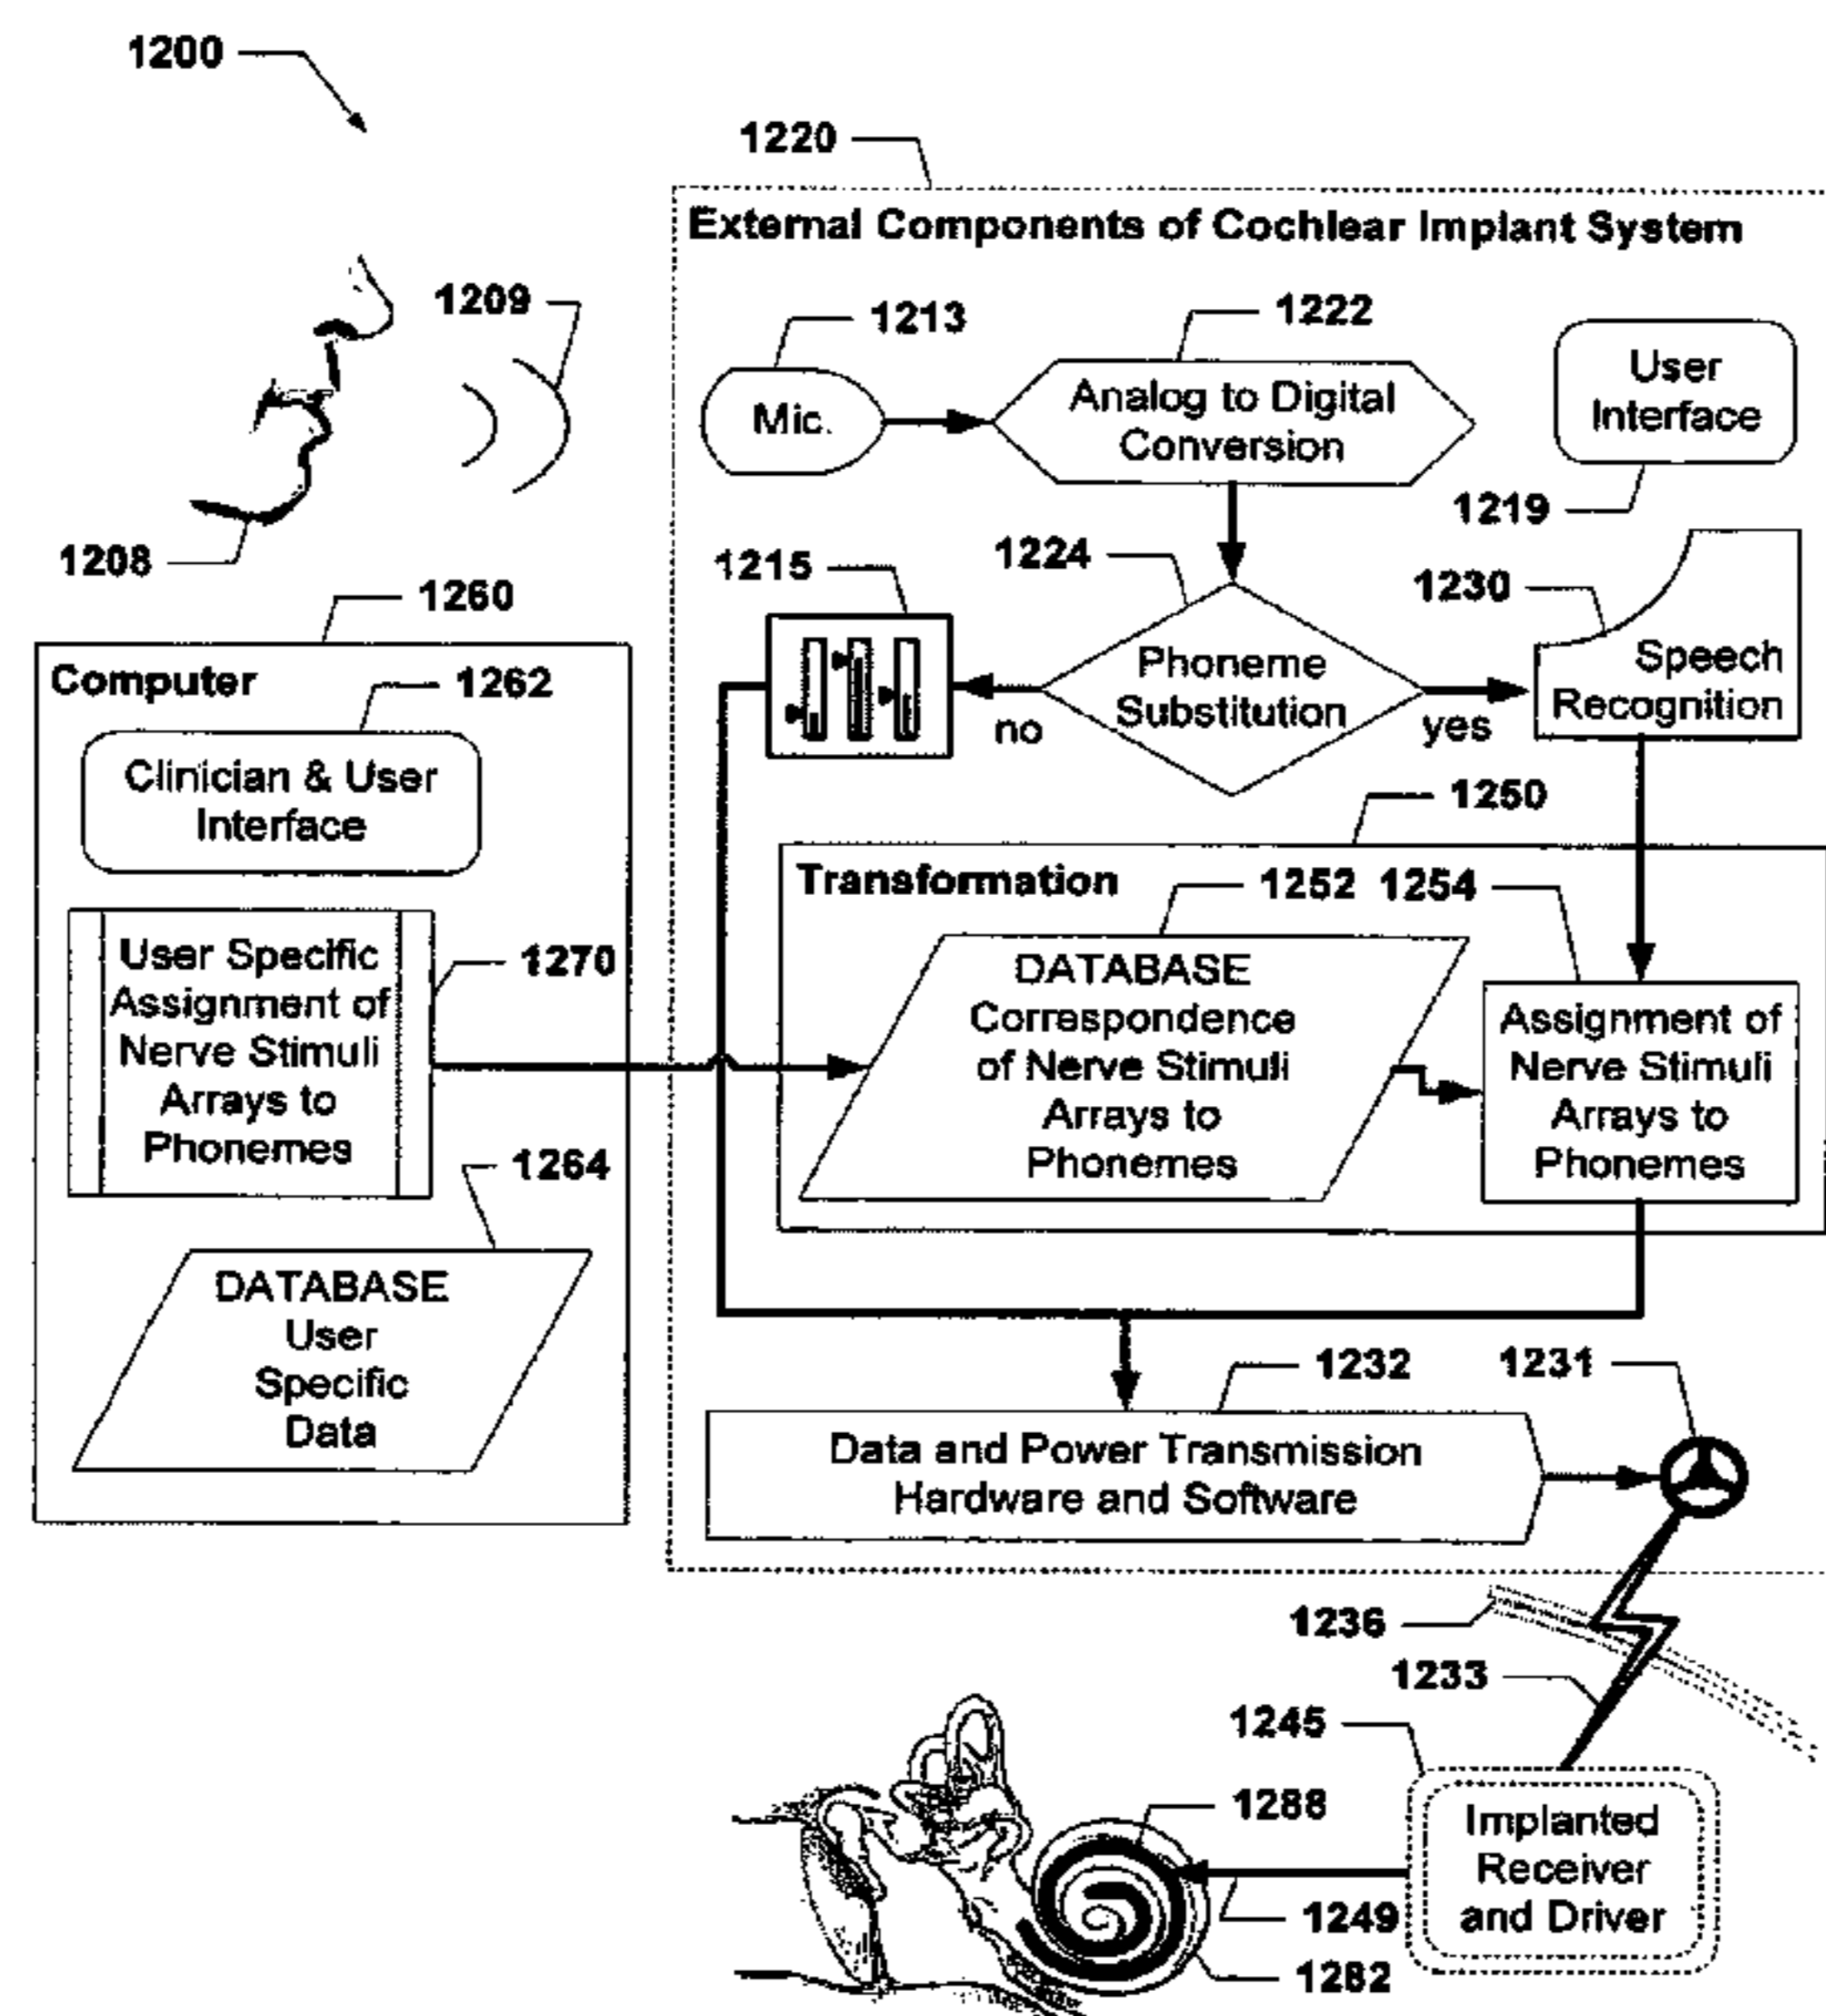 1200
1220
External Components of Cochlear Implant System
1209
1213
1222
Mic.
Analog to Digital
Conversion
User
Interface
1219
1208
1215
1224
1230
no
Phoneme
Substitution
yes
Speech
Recognition
1260
Computer
1262
Clinician & User
Interface
User Specific
Assignment of
Nerve Stimuli
Arrays to
Phonemes
1270
1264
DATABASE
User
Specific
Data
1250
Transformation
1252
1254
DATABASE
Correspondence
of Nerve Stimuli
Arrays to
Phonemes
Assignment of
Nerve Stimuli
Arrays to
Phonemes
1232
1231
Data and Power Transmission
Hardware and Software
1236
1233
1245
1288
Implanted
Receiver
and Driver
1249
1282